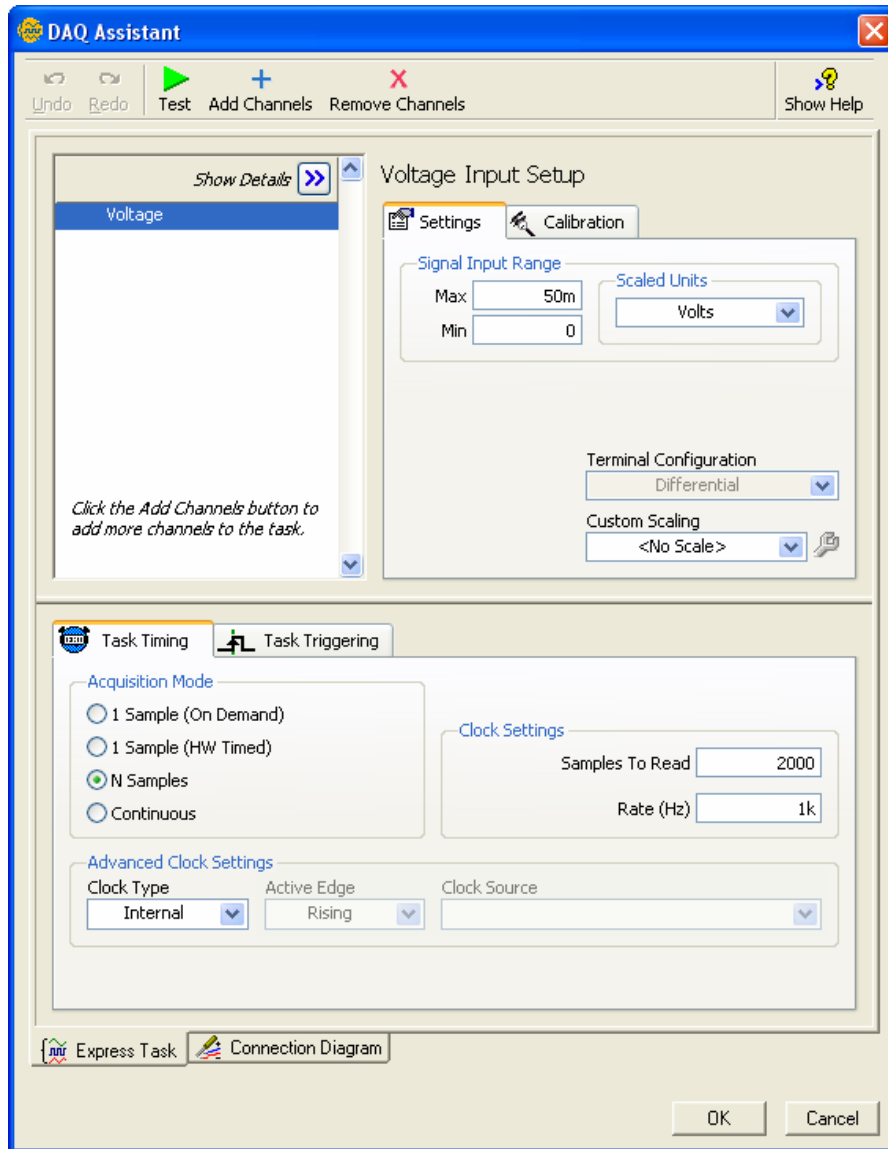 DAQ Assistant
Undo Redo Test Add Channels Remove Channels Show Help
Show Details
Voltage
Click the Add Channels button to
add more channels to the task.
Voltage Input Setup
Settings Calibration
Signal Input Range
Max 50m
Min 0
Scaled Units
Volts
Terminal Configuration
Differential
Custom Scaling
<No Scale>
Task Timing Task Triggering
Acquisition Mode
1 Sample (On Demand)
1 Sample (HW Timed)
N Samples
Continuous
Clock Settings
Samples To Read 2000
Rate (Hz) 1k
Advanced Clock Settings
Clock Type Active Edge Clock Source
Internal Rising
Express Task Connection Diagram
OK Cancel